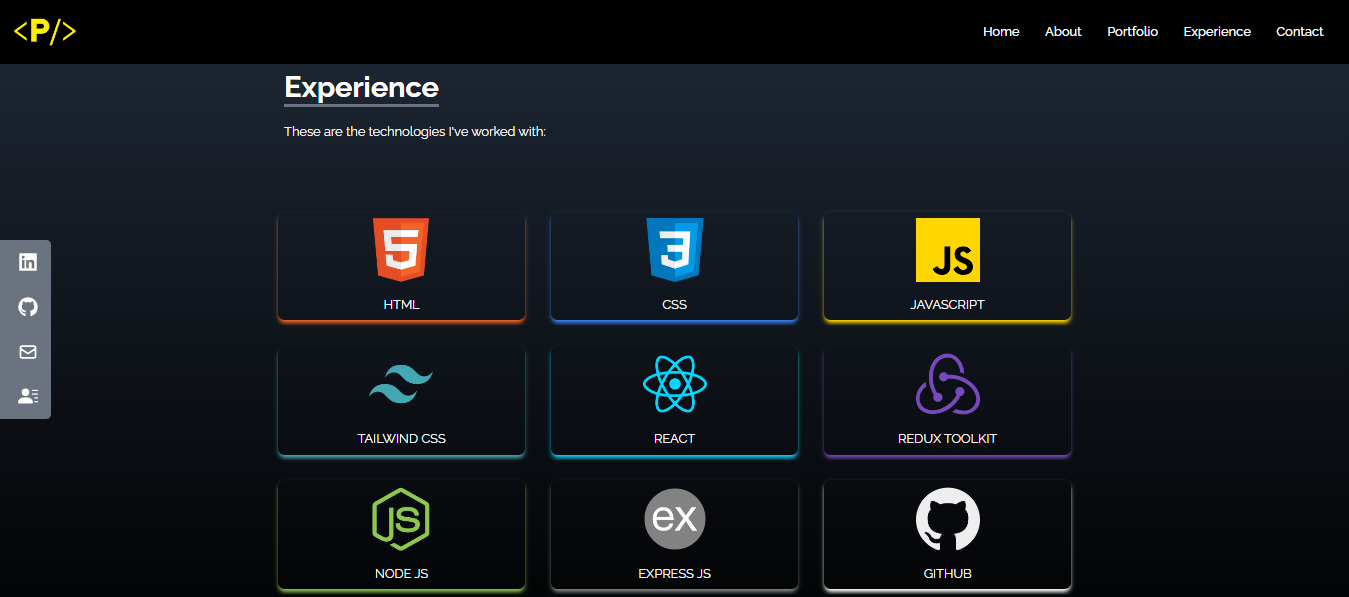 <P/>
Home About Portfolio Experience Contact
Experience
These are the technologies I've worked with:
5 3 JS
HTML CSS JAVASCRIPT
in
TAILWIND CSS REACT REDUX TOOLKIT
JS ex
NODE JS EXPRESS JS GITHUB